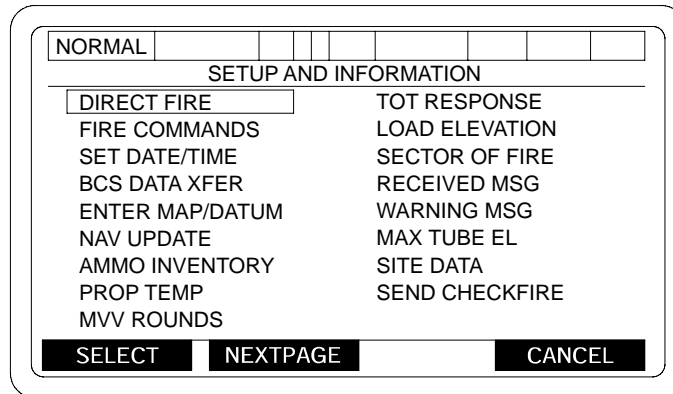 NORMAL
SETUP AND INFORMATION
DIRECT FIRE
FIRE COMMANDS
SET DATE/TIME
BCS DATA XFER
ENTER MAP/DATUM
NAV UPDATE
AMMO INVENTORY
PROP TEMP
MVV ROUNDS
TOT RESPONSE
LOAD ELEVATION
SECTOR OF FIRE
RECEIVED MSG
WARNING MSG
MAX TUBE EL
SITE DATA
SEND CHECKFIRE
SELECT NEXTPAGE CANCEL